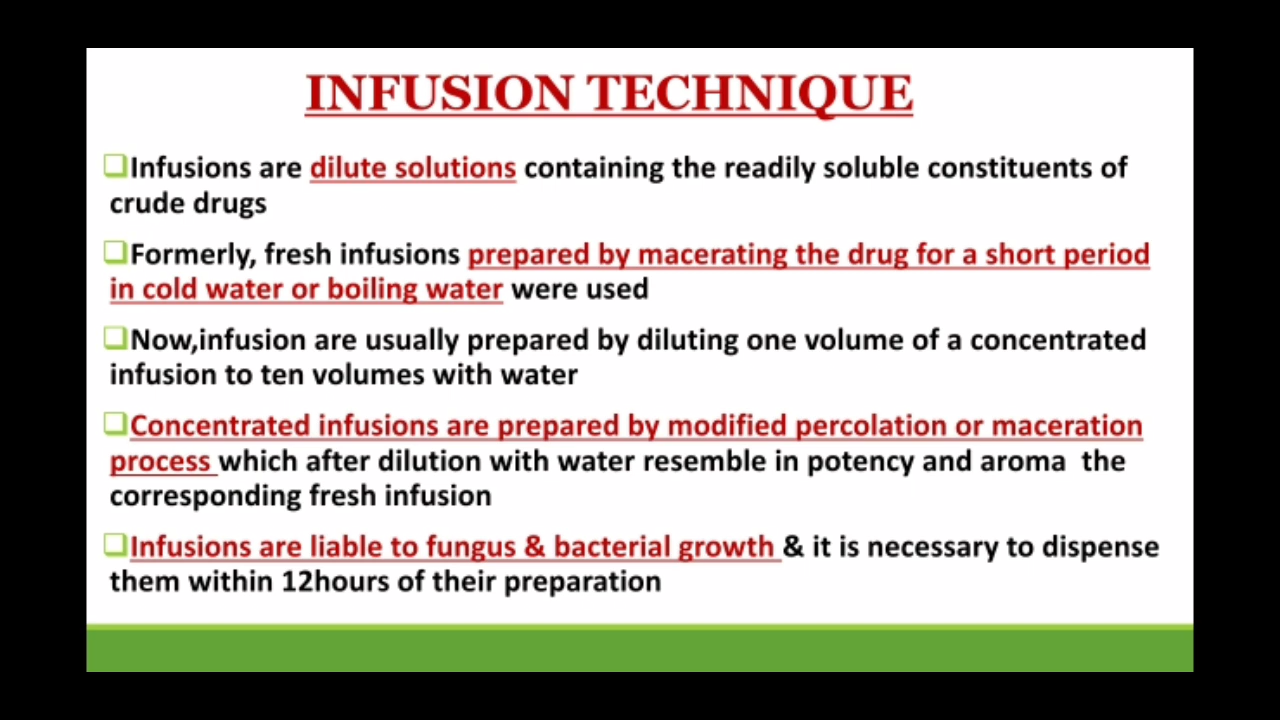 INFUSION TECHNIQUE
Infusions are dilute solutions containing the readily soluble constituents of
crude drugs
Formerly, fresh infusions prepared by macerating the drug for a short period
in cold water or boiling water were used
Now,infusion are usually prepared by diluting one volume of a concentrated
infusion to ten volumes with water
Concentrated infusions are prepared by modified percolation or maceration
process which after dilution with water resemble in potency and aroma the
corresponding fresh infusion
Infusions are liable to fungus & bacterial growth & it is necessary to dispense
them within 12hours of their preparation